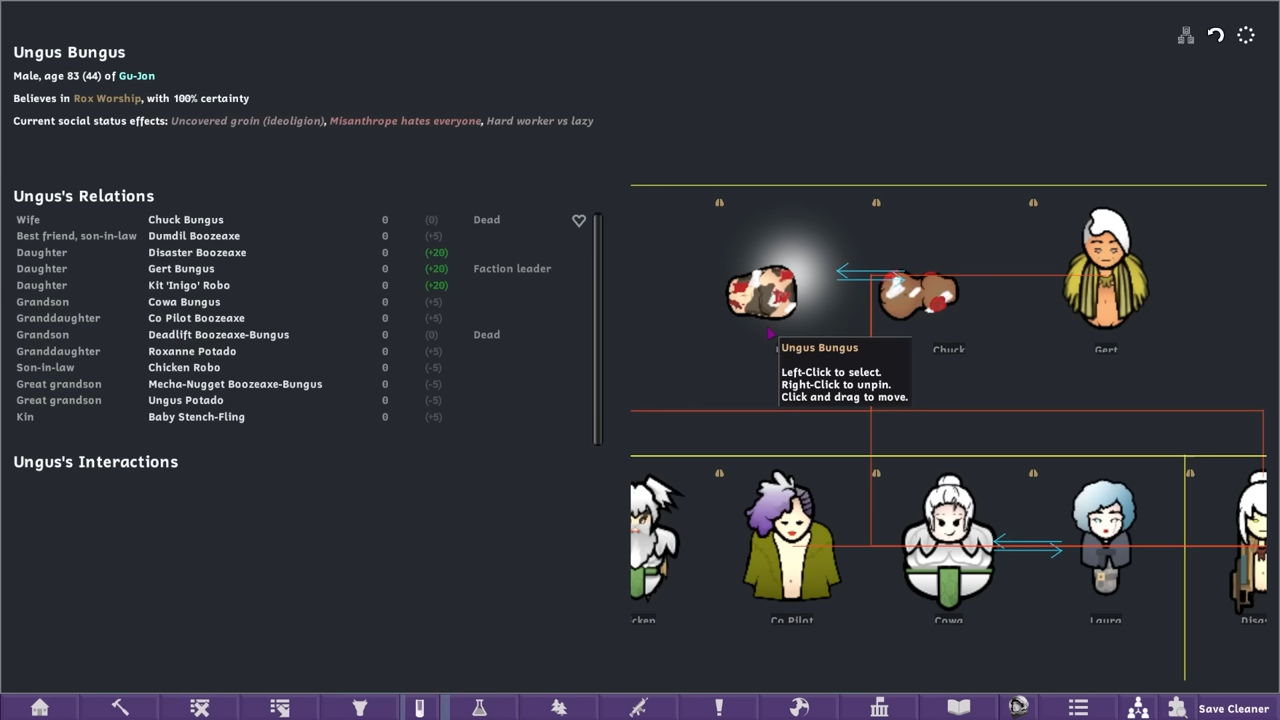 Ungus Bungus
Male, age 83 (44) of Gu-Jon
Believes in Rox Worship, with 100% certainty
Current social status effects: Uncovered groin (ideoligion), Misanthrope hates everyone, Hard worker vs lazy
Ungus's Relations
Wife Chuck Bungus 0 (0) Dead
Best friend, son-in-law Dumdil Boozeaxe 0 (+5)
Daughter Disaster Boozeaxe 0 (+20)
Daughter Gert Bungus 0 (+20) Faction leader
Daughter Kit 'Inigo' Robo 0 (+20)
Grandson Cowa Bungus 0 (+5)
Granddaughter Co Pilot Boozeaxe 0 (+5)
Grandson Deadlift Boozeaxe-Bungus 0 (0) Dead
Granddaughter Roxanne Potado 0 (+5)
Son-in-law Chicken Robo 0 (-5)
Great grandson Mecha-Nugget Boozeaxe-Bungus 0 (-5)
Great grandson Ungus Potado 0 (-5)
Kin Baby Stench-Fling 0 (+5)
Ungus's Interactions
Chuck
Gert
Ungus Bungus
Left-Click to select.
Right-Click to unpin.
Click and drag to move.
cken
Co Pilot
Cowa
Laura
Disas
Save Cleaner